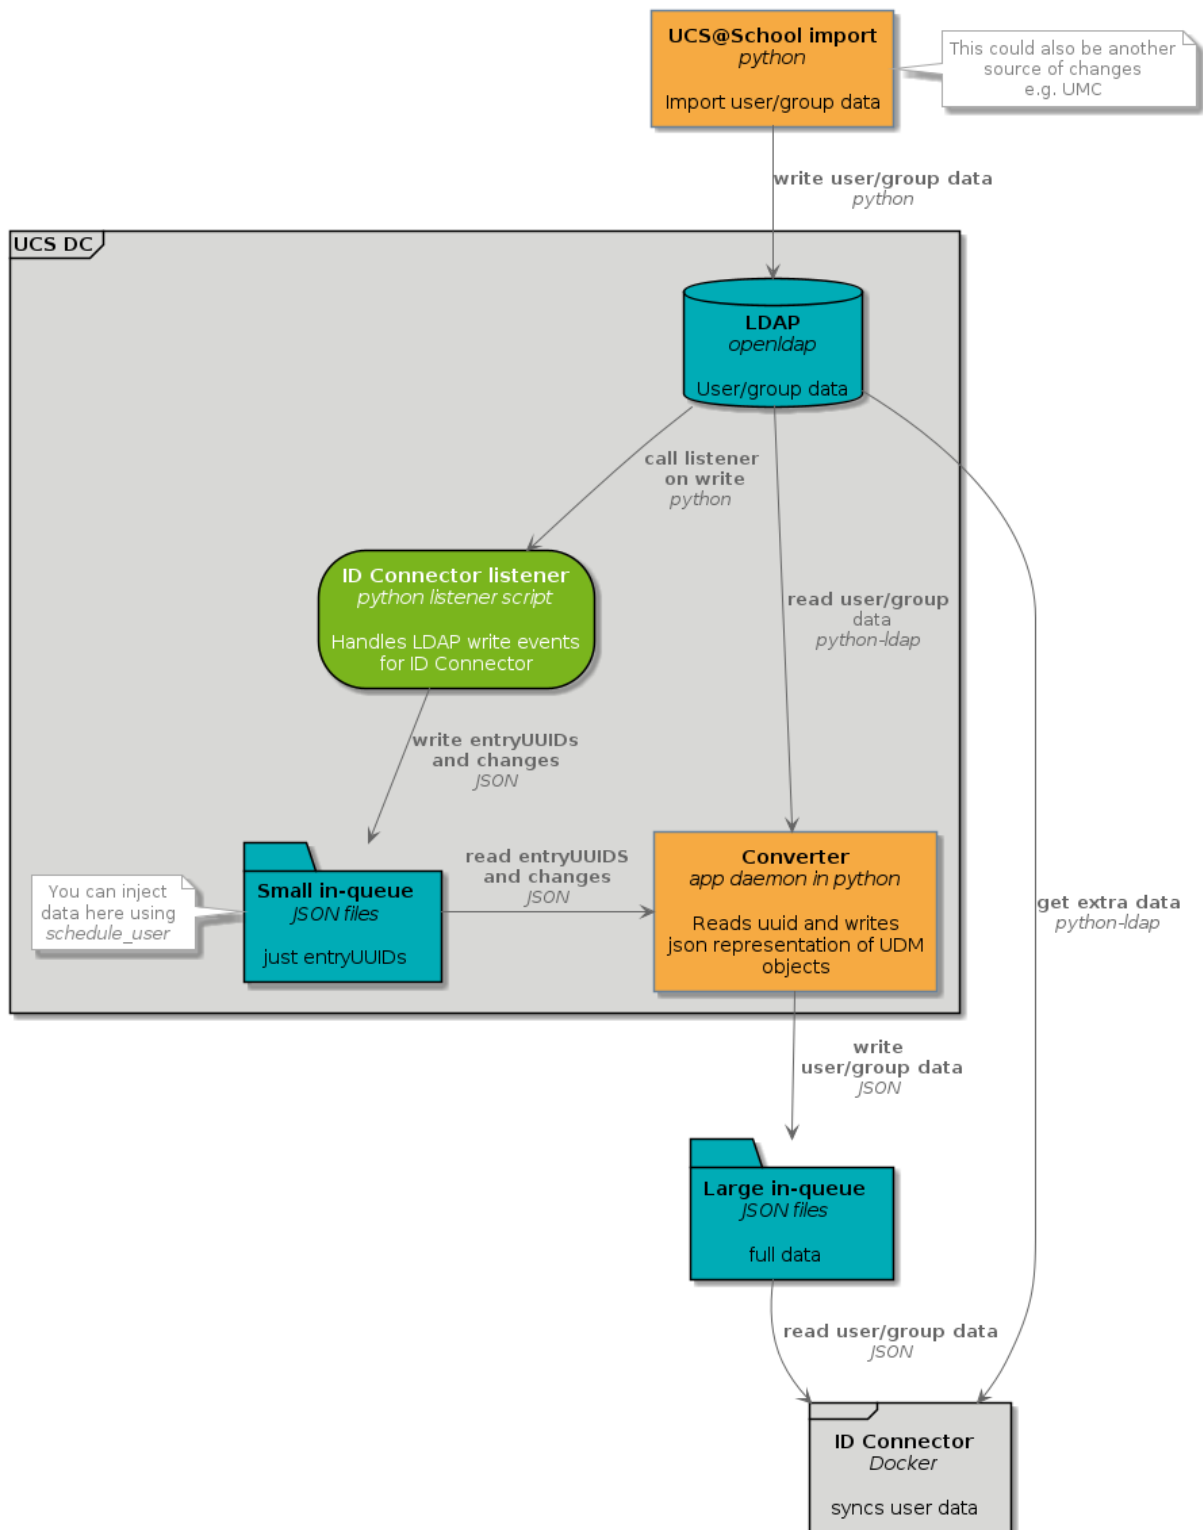 UCS@School import
python
Import user/group data
This could also be another
source of changes
e.g. UMC
write user/group data
python
UCS DC
LDAP
openldap
User/group data
call listener
on write
python
ID Connector listener
python listener script
Handles LDAP write events
for ID Connector
read user/group
data
python-ldap
write entryUUIDs
and changes
JSON
You can inject
data here using
schedule_user
Small in-queue
JSON files
just entryUUIDs
read entryUUIDS
and changes
JSON
Converter
app daemon in python
Reads uuid and writes
json representation of UDM
objects
get extra data
python-ldap
write
user/group data
JSON
Large in-queue
JSON files
full data
read user/group data
JSON
ID Connector
Docker
syncs user data